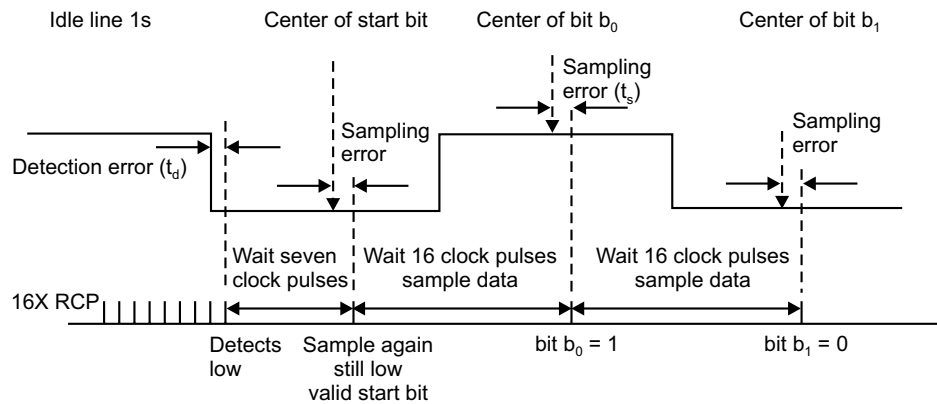 Idle line 1s
Center of start bit
Center of bit b₀
Center of bit b₁
Sampling
error (tₛ)
Sampling
error
Sampling
error
Detection error (t_d)
Wait seven
clock pulses
Wait 16 clock pulses
sample data
Wait 16 clock pulses
sample data
16X RCP
Detects
low
Sample again
still low
valid start bit
bit b₀ = 1
bit b₁ = 0